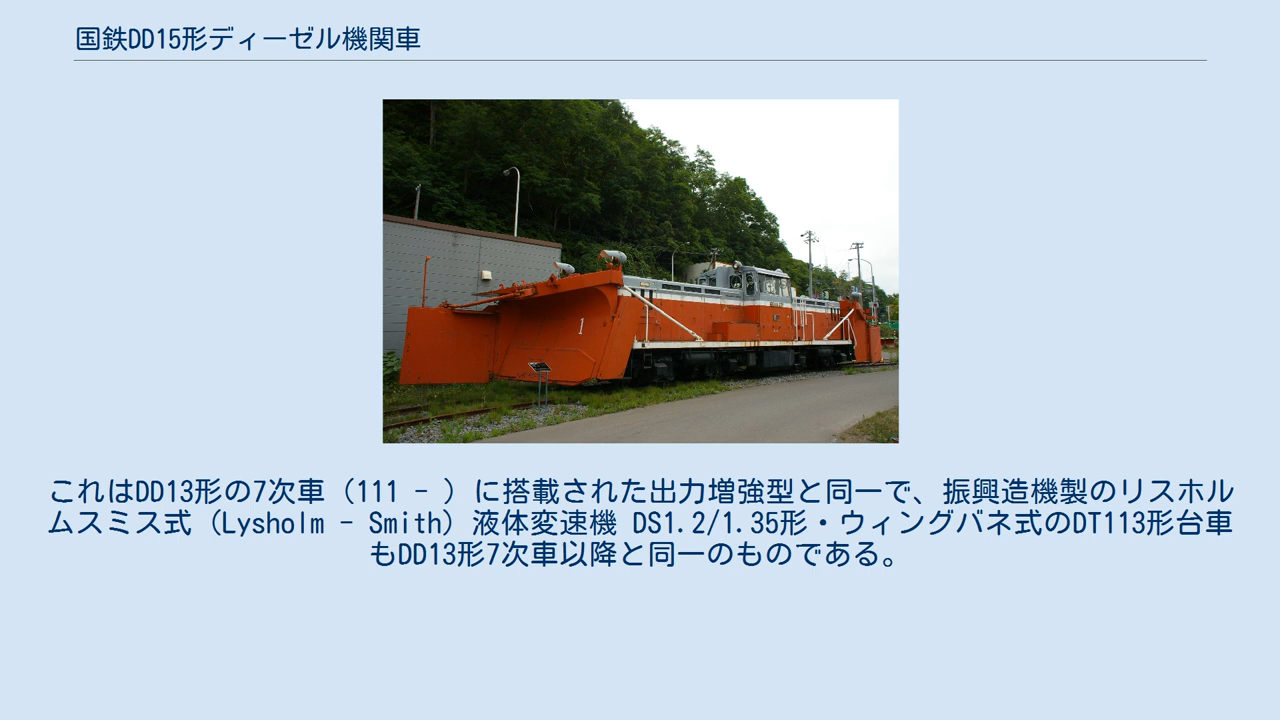 国鉄DD15形ディーゼル機関車
1
これはDD13形の7次車（111 - ）に搭載された出力増強型と同一で、振興造機製のリスホル
ムスミス式（Lysholm - Smith）液体変速機 DS1.2/1.35形・ウィングバネ式のDT113形台車
もDD13形7次車以降と同一のものである。